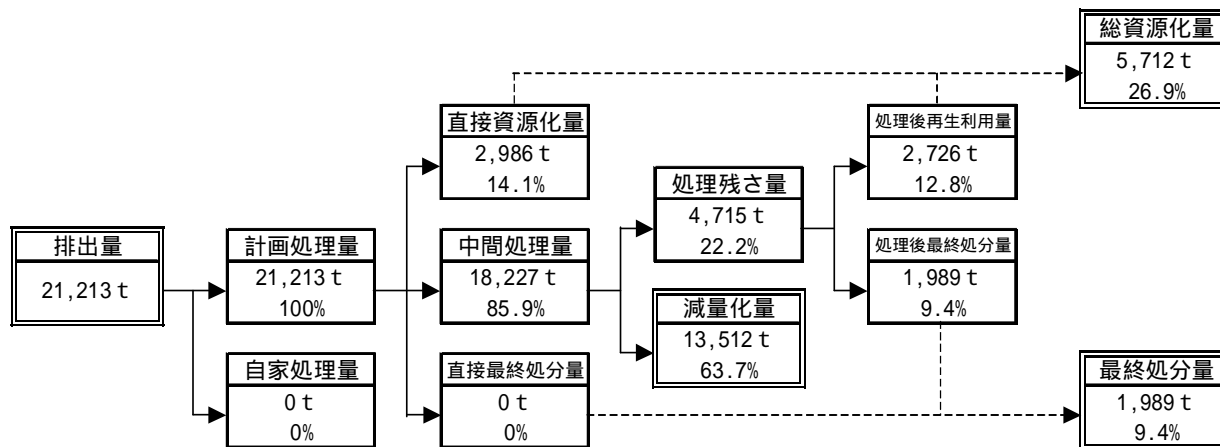 総資源化量
5,712 t
26.9%
直接資源化量
2,986 t
14.1%
処理後再生利用量
2,726 t
12.8%
処理残さ量
4,715 t
22.2%
排出量
21,213 t
計画処理量
21,213 t
100%
中間処理量
18,227 t
85.9%
処理後最終処分量
1,989 t
9.4%
減量化量
13,512 t
63.7%
自家処理量
0 t
0%
直接最終処分量
0 t
0%
最終処分量
1,989 t
9.4%